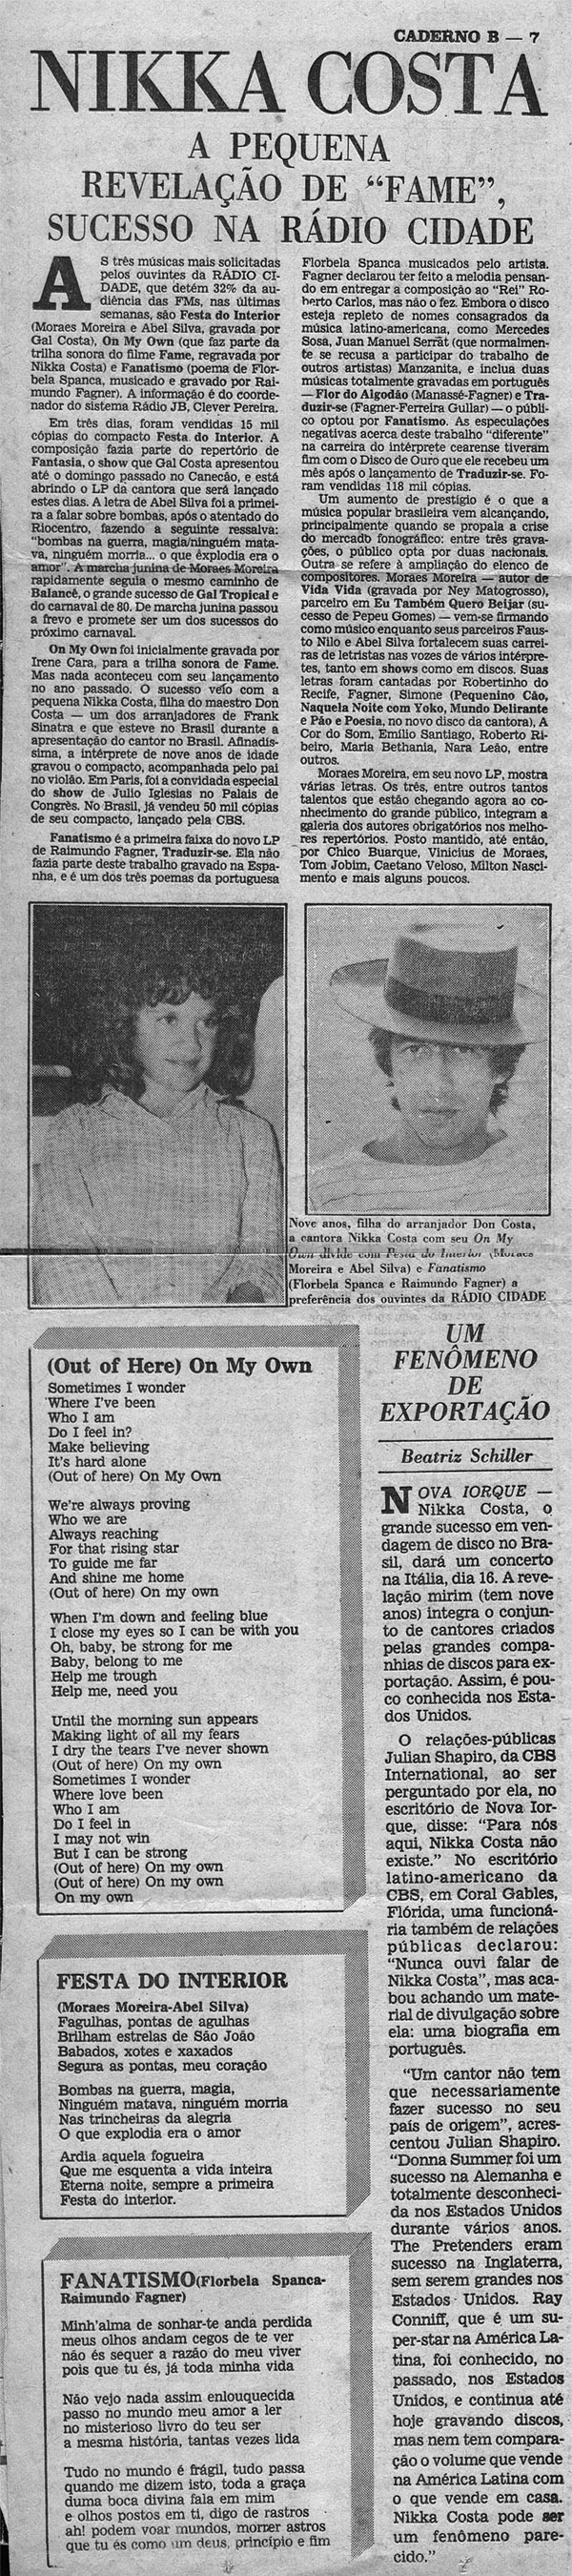 CADERNO B — 7
NIKKA COSTA
A PEQUENA
REVELAÇÃO DE “FAME”,
SUCESSO NA RÁDIO CIDADE
AS três músicas mais solicitadas
pelos ouvintes da RÁDIO CI-
DADE, que detém 32% da au-
diência das FMs, nas últimas
semanas, são Festa do Interior
(Moraes Moreira e Abel Silva, gravada por
Gal Costa), On My Own (que faz parte da
trilha sonora do filme Fame, regravada por
Nikka Costa) e Fanatismo (poema de Flor-
bela Spanca, musicado e gravado por Rai-
mundo Fagner). A informação é do coorde-
nador do sistema Rádio JB, Clever Pereira.
Em três dias, foram vendidas 15 mil
cópias do compacto Festa do Interior. A
composição fazia parte do repertório de
Fantasia, o show que Gal Costa apresentou
até o domingo passado no Canecão, e está
abrindo o LP da cantora que será lançado
estes dias. A letra de Abel Silva foi a primei-
ra a falar sobre bombas, após o atentado do
Riocentro, fazendo a seguinte ressalva:
“bombas na guerra, magia/ninguém mata-
va, ninguém morria... o que êxplodia era o
amor”. A marcha junina de Moraes Moreira
rapidamente seguia o mesmo caminho de
Balancê, o grande sucesso de Gal Tropical e
do carnaval de 80. De marcha junina passou
a frevo e promete ser um dos sucessos do
próximo carnaval.
On My Own foi inicialmente gravada por
Irene Cara, para a trilha sonora de Fame.
Mas nada aconteceu com seu lançamento
no ano passado. O sucesso veio com a
pequena Nikka Costa, filha do maestro Don
Costa — um dos arranjadores de Frank
Sinatra e que esteve no Brasil durante a
apresentação do cantor no Brasil. Afinadís-
sima, a intérprete de nove anos de idade
gravou o compacto, acompanhada pelo pai
no violão. Em Paris, foi a convidada especial
do show de Julio Iglesias no Palais de
Congrès. No Brasil, já vendeu 50 mil cópias
de seu compacto, lançado pela CBS.
Fanatismo é a primeira faixa do novo LP
de Raimundo Fagner, Traduzir-se. Ela não
fazia parte deste trabalho gravado na Espa-
nha, e é um dos três poemas da portuguesa
Florbela Spanca musicados pelo artista.
Fagner declarou ter feito a melodia pensan-
do em entregar a composição ao “Rei” Ro-
berto Carlos, mas não o fez. Embora o disco
esteja repleto de nomes consagrados da
música latino-americana, como Mercedes
Sosa, Juan Manuel Serrat (que normalmen-
te se recusa a participar do trabalho de
outros artistas) Manzanita, e inclua duas
músicas totalmente gravadas em português
— Flor do Algodão (Manassé-Fagner) e Tra-
duzir-se (Fagner-Ferreira Gullar) — o públi-
co optou por Fanatismo. As especulações
negativas acerca deste trabalho “diferente”
na carreira do intérprete cearense tiveram
fim com o Disco de Ouro que ele recebeu um
mês após o lançamento de Traduzir-se. Fo-
ram vendidas 118 mil cópias.
Um aumento de prestígio é o que a
música popular brasileira vem alcançando,
principalmente quando se propala a crise
do mercado fonográfico: entre três grava-
ções, o público opta por duas nacionais.
Outra se refere à ampliação do elenco de
compositores. Moraes Moreira — autor de
Vida Vida (gravada por Ney Matogrosso),
parceiro em Eu Também Quero Beijar (su-
cesso de Pepeu Gomes) — vem-se firmando
como músico enquanto seus parceiros Faus-
to Nilo e Abel Silva fortalecem suas carrei-
ras de letristas nas vozes de vários intérpre-
tes, tanto em shows como em discos. Suas
letras foram cantadas por Robertinho do
Recife, Fagner, Simone (Pequenino Cão,
Naquela Noite com Yoko, Mundo Delirante
e Pão e Poesia, no novo disco da cantora), A
Cor do Som, Emílio Santiago, Roberto Ri-
beiro, Maria Bethania, Nara Leão, entre
outros.
Moraes Moreira, em seu novo LP, mostra
várias letras. Os três, entre outros tantos
talentos que estão chegando agora ao co-
nhecimento do grande público, integram a
galeria dos autores obrigatórios nos melho-
res repertórios. Posto mantido, até então,
por Chico Buarque, Vinicius de Moraes,
Tom Jobim, Caetano Veloso, Milton Nasci-
mento e mais alguns poucos.
Nove anos, filha do arranjador Don Costa,
a cantora Nikka Costa com seu On My
Own divide com Festa do Interior (Moraes
Moreira e Abel Silva) e Fanatismo
(Florbela Spanca e Raimundo Fagner) a
preferência dos ouvintes da RÁDIO CIDADE
(Out of Here) On My Own
Sometimes I wonder
Where I've been
Who I am
Do I feel in?
Make believing
It's hard alone
(Out of here) On My Own
We're always proving
Who we are
Always reaching
For that rising star
To guide me far
And shine me home
(Out of here) On my own
When I'm down and feeling blue
I close my eyes so I can be with you
Oh, baby, be strong for me
Baby, belong to me
Help me trough
Help me, need you
Until the morning sun appears
Making light of all my fears
I dry the tears I've never shown
(Out of here) On my own
Sometimes I wonder
Where love been
Who I am
Do I feel in
I may not win
But I can be strong
(Out of here) On my own
(Out of here) On my own
On my own
FESTA DO INTERIOR
(Moraes Moreira-Abel Silva)
Fagulhas, pontas de agulhas
Brilham estrelas de São João
Babados, xotes e xaxados
Segura as pontas, meu coração
Bombas na guerra, magia,
Ninguém matava, ninguém morria
Nas trincheiras da alegria
O que explodia era o amor
Ardia aquela fogueira
Que me esquenta a vida inteira
Eterna noite, sempre a primeira
Festa do interior.
FANATISMO(Florbela Spanca-
Raimundo Fagner)
Minh'alma de sonhar-te anda perdida
meus olhos andam cegos de te ver
não és sequer a razão do meu viver
pois que tu és, já toda minha vida
Não vejo nada assim enlouquecida
passo no mundo meu amor a ler
no misterioso livro do teu ser
a mesma história, tantas vezes lida
Tudo no mundo é frágil, tudo passa
quando me dizem isto, toda a graça
duma boca divina fala em mim
e olhos postos em ti, digo de rastros
ah! podem voar mundos, morrer astros
que tu és como um deus, princípio e fim
UM
FENÔMENO
DE
EXPORTAÇÃO
Beatriz Schiller
NOVA IORQUE —
Nikka Costa, o
grande sucesso em ven-
dagem de disco no Bra-
sil, dará um concerto
na Itália, dia 16. A reve-
lação mirim (tem nove
anos) integra o conjun-
to de cantores criados
pelas grandes compa-
nhias de discos para ex-
portação. Assim, é pou-
co conhecida nos Esta-
dos Unidos.
O relações-públicas
Julian Shapiro, da CBS
International, ao ser
perguntado por ela, no
escritório de Nova Ior-
que, disse: “Para nós
aqui, Nikka Costa não
existe.” No escritório
latino-americano da
CBS, em Coral Gables,
Flórida, uma funcioná-
ria também de relações
públicas declarou:
“Nunca ouvi falar de
Nikka Costa”, mas aca-
bou achando um mate-
rial de divulgação sobre
ela: uma biografia em
português.
“Um cantor não tem
que necessariamente
fazer sucesso no seu
país de origem”, acres-
centou Julian Shapiro.
“Donna Summer foi um
sucesso na Alemanha e
totalmente desconheci-
da nos Estados Unidos
durante vários anos.
The Pretenders eram
sucesso na Inglaterra,
sem serem grandes nos
Estados Unidos. Ray
Conniff, que é um su-
per-star na América La-
tina, foi conhecido, no
passado, nos Estados
Unidos, e continua até
hoje gravando discos,
mas nem tem compara-
ção o volume que vende
na América Latina com
o que vende em casa.
Nikka Costa pode ser
um fenômeno pare-
cido.”